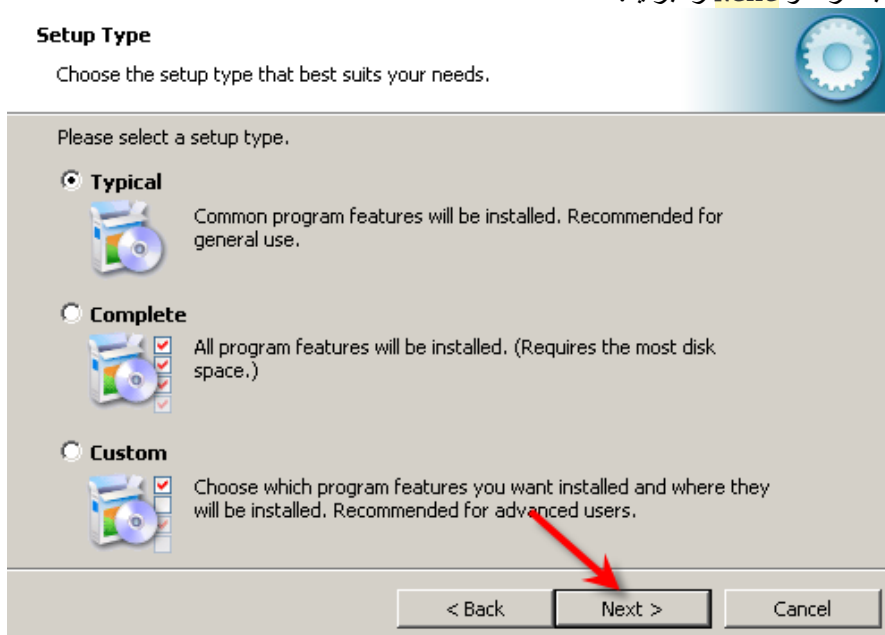 Next
Setup Type
Choose the setup type that best suits your needs.
Please select a setup type.
Typical
Common program features will be installed. Recommended for
general use.
Complete
All program features will be installed. (Requires the most disk
space.)
Custom
Choose which program features you want installed and where they
will be installed. Recommended for advanced users.
< Back
Next >
Cancel